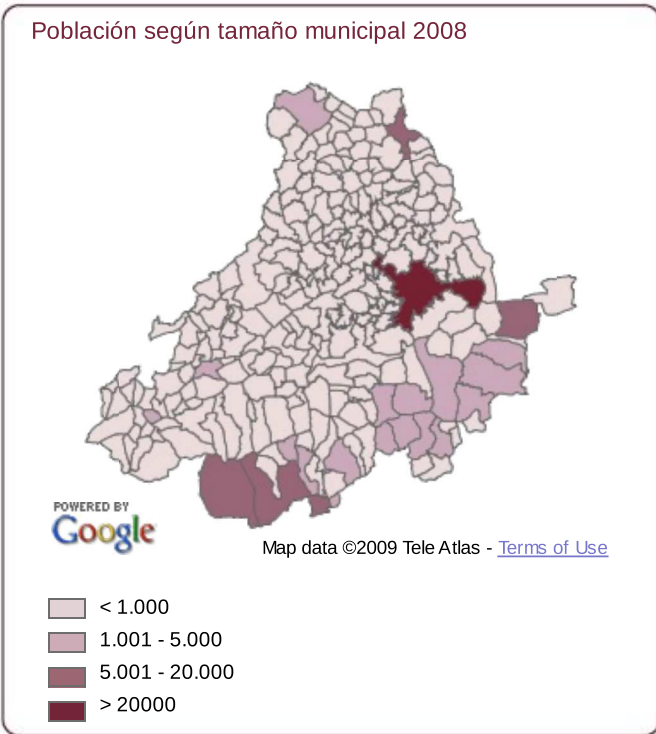 Población según tamaño municipal 2008
POWERED BY
Google
Map data ©2009 Tele Atlas - Terms of Use
< 1.000
1.001 - 5.000
5.001 - 20.000
> 20000